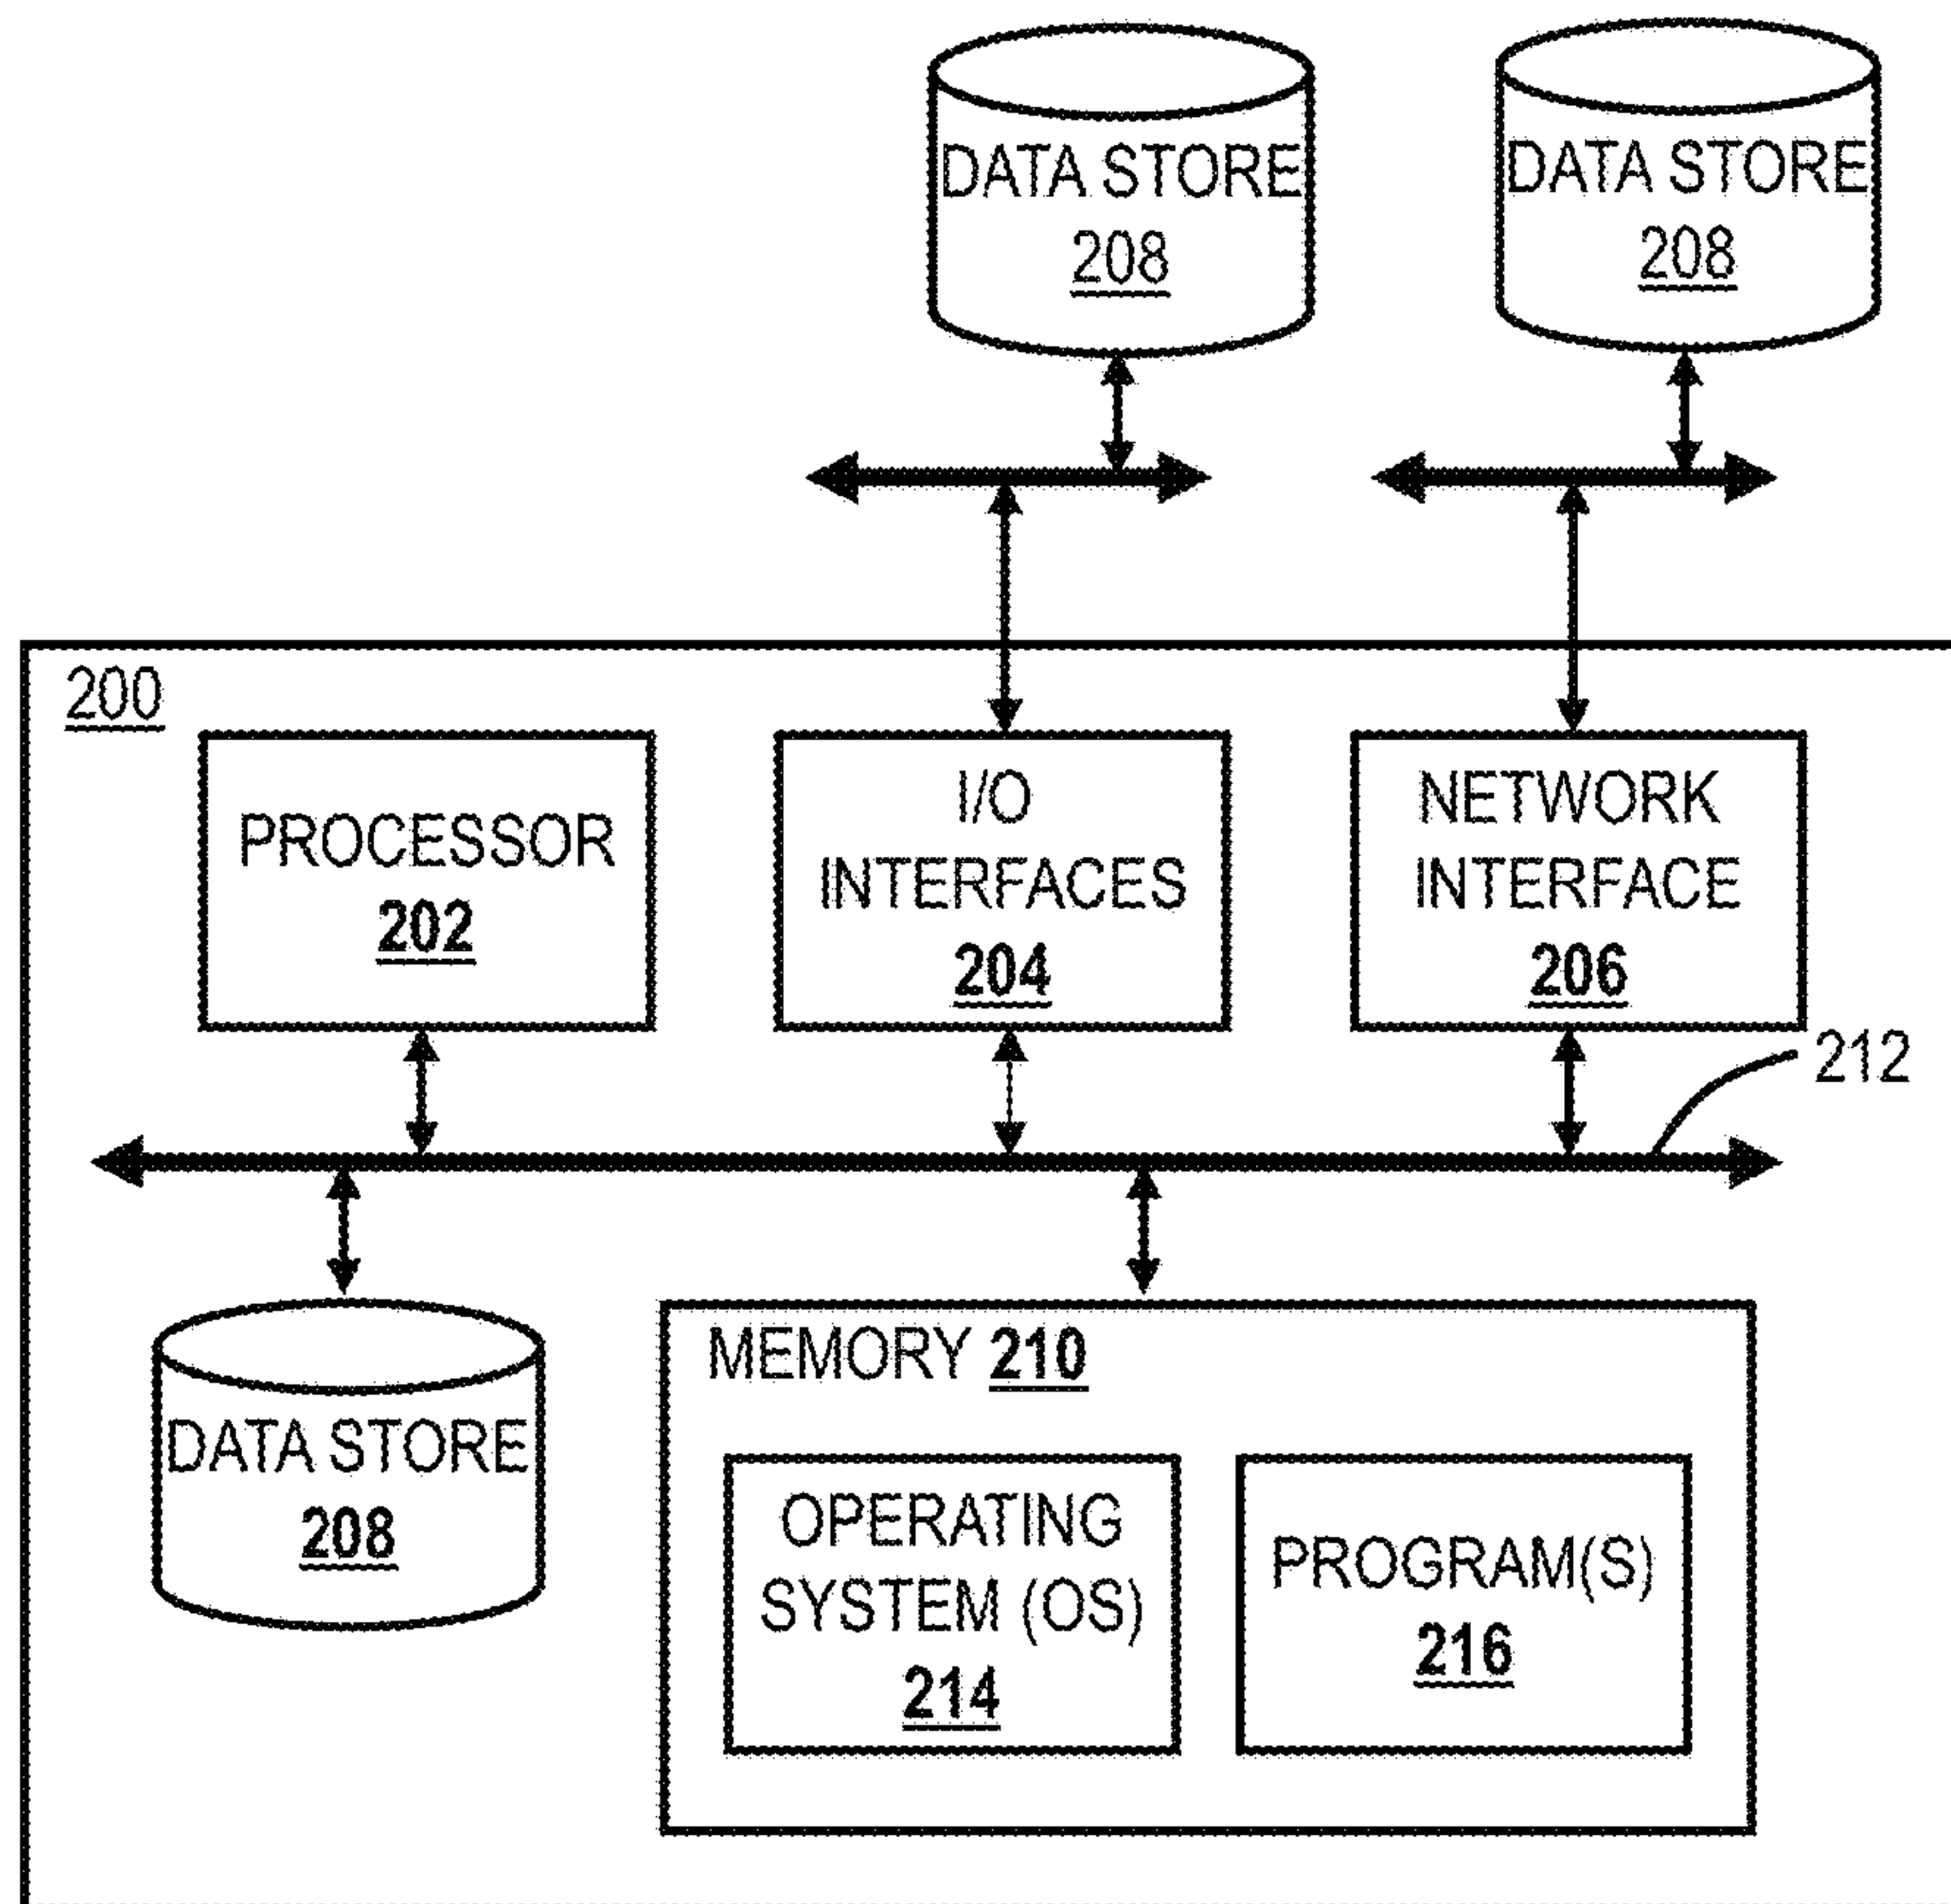 DATA STORE
208
DATA STORE
208
200
PROCESSOR
202
I/O
INTERFACES
204
NETWORK
INTERFACE
206
212
DATA STORE
208
MEMORY 210
OPERATING
SYSTEM (OS)
214
PROGRAM(S)
216